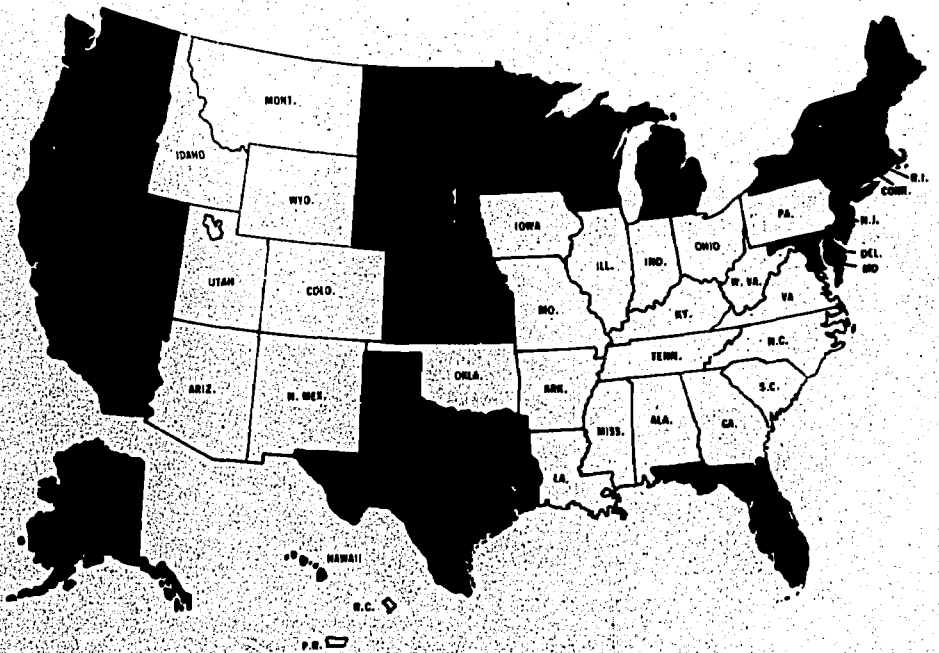 MONT.
IDAHO
WYO.
UTAH
COLO.
ARIZ.
N. MEX.
OKLA.
IOWA
MO.
ARK.
LA.
ILL.
IND.
OHIO
KY.
TENN.
MISS.
ALA.
GA.
S.C.
N.C.
VA
W. VA.
PA.
R.I.
CONN.
N.J.
DEL.
MD
HAWAII
P.R.